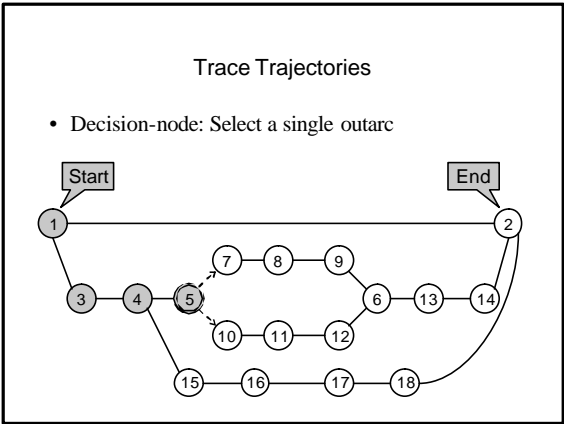 Trace Trajectories
• Decision-node: Select a single outarc
Start End
1 2
7 8 9
3 4 5 6 13 14
10 11 12
15 16 17 18